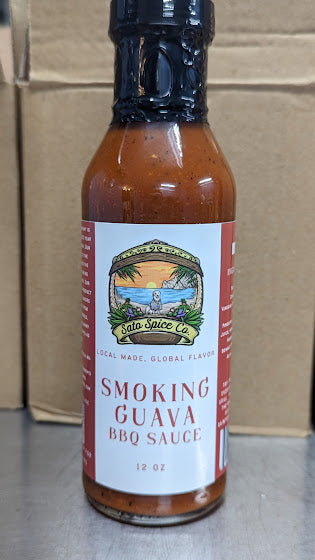 Sato Spice Co.
LOCAL MADE, GLOBAL FLAVOR
SMOKING
GUAVA
BBQ SAUCE
12 OZ